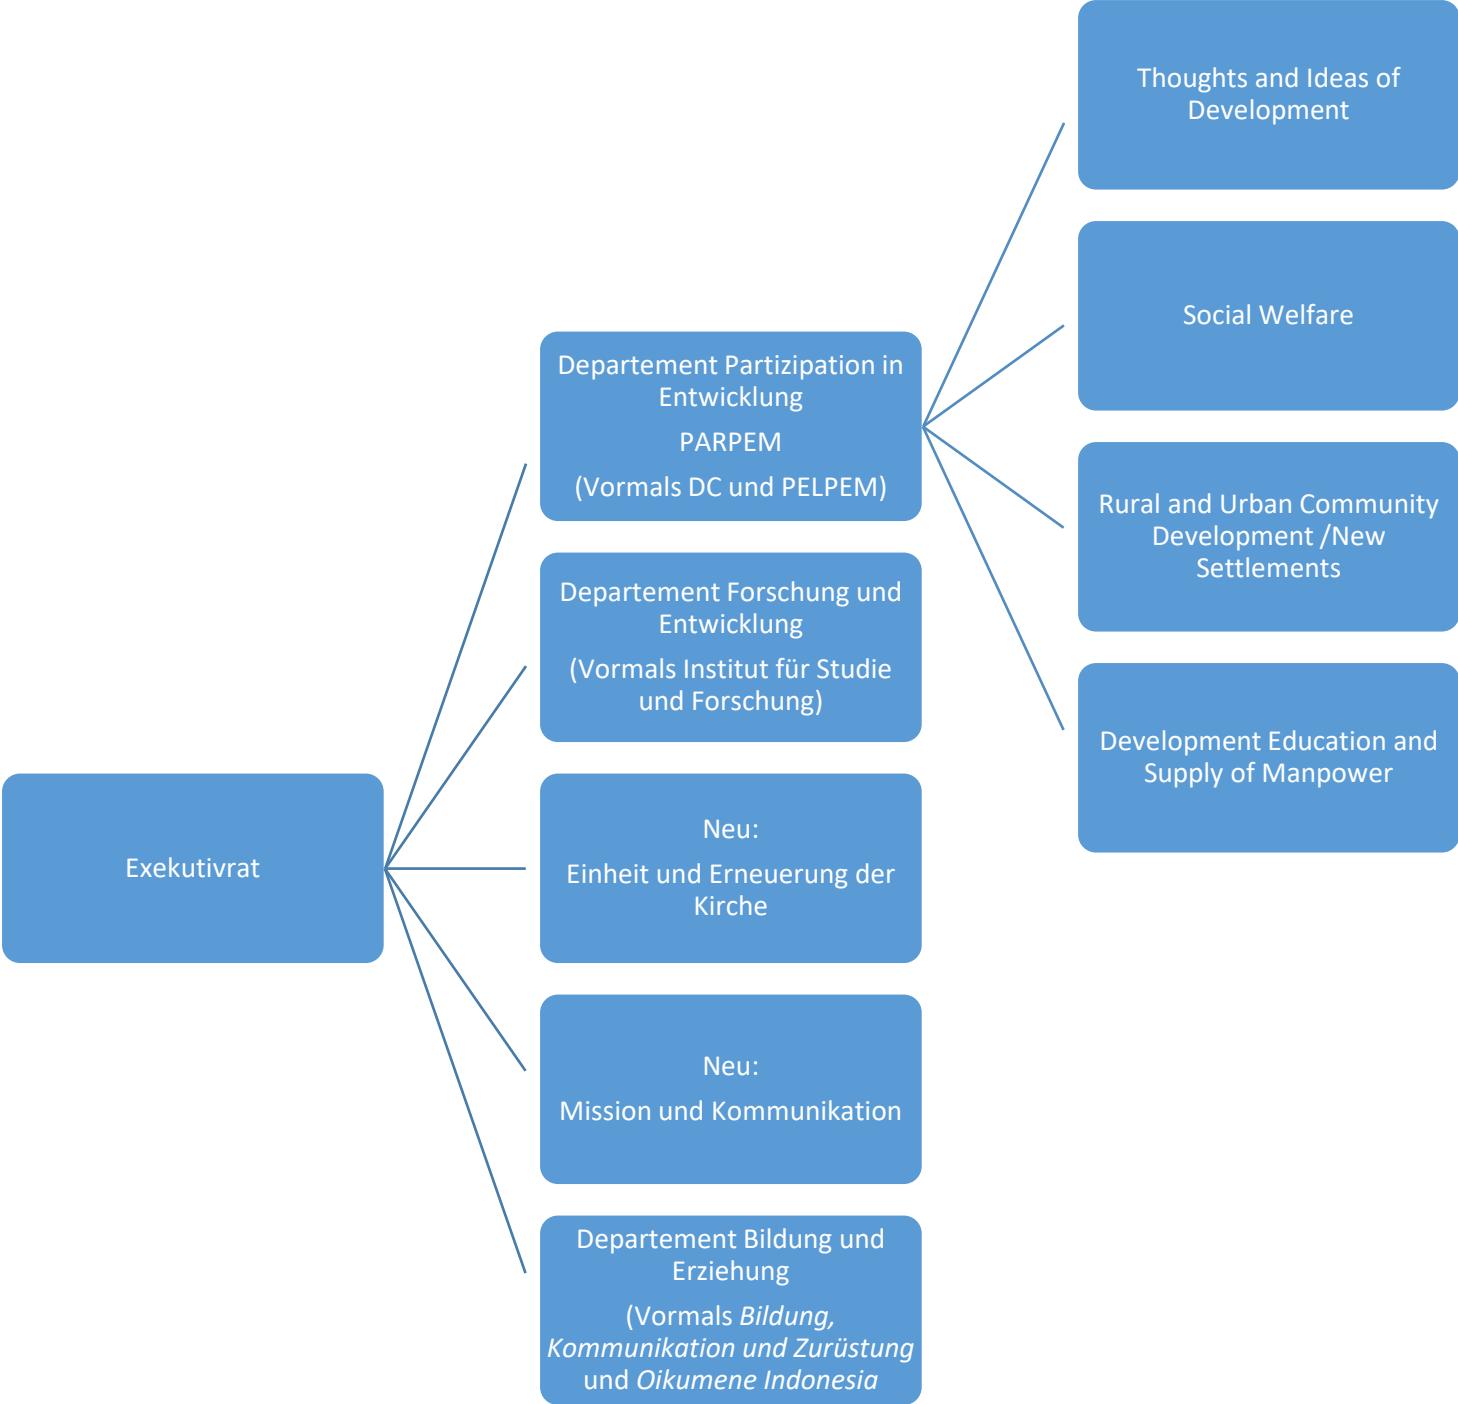 Exekutivrat
Departement Partizipation in
Entwicklung
PARPEM
(Vormals DC und PELPEM)
Departement Forschung und
Entwicklung
(Vormals Institut für Studie
und Forschung)
Neu:
Einheit und Erneuerung der
Kirche
Neu:
Mission und Kommunikation
Departement Bildung und
Erziehung
(Vormals Bildung,
Kommunikation und Zurüstung
und Oikumene Indonesia
Thoughts and Ideas of
Development
Social Welfare
Rural and Urban Community
Development /New
Settlements
Development Education and
Supply of Manpower